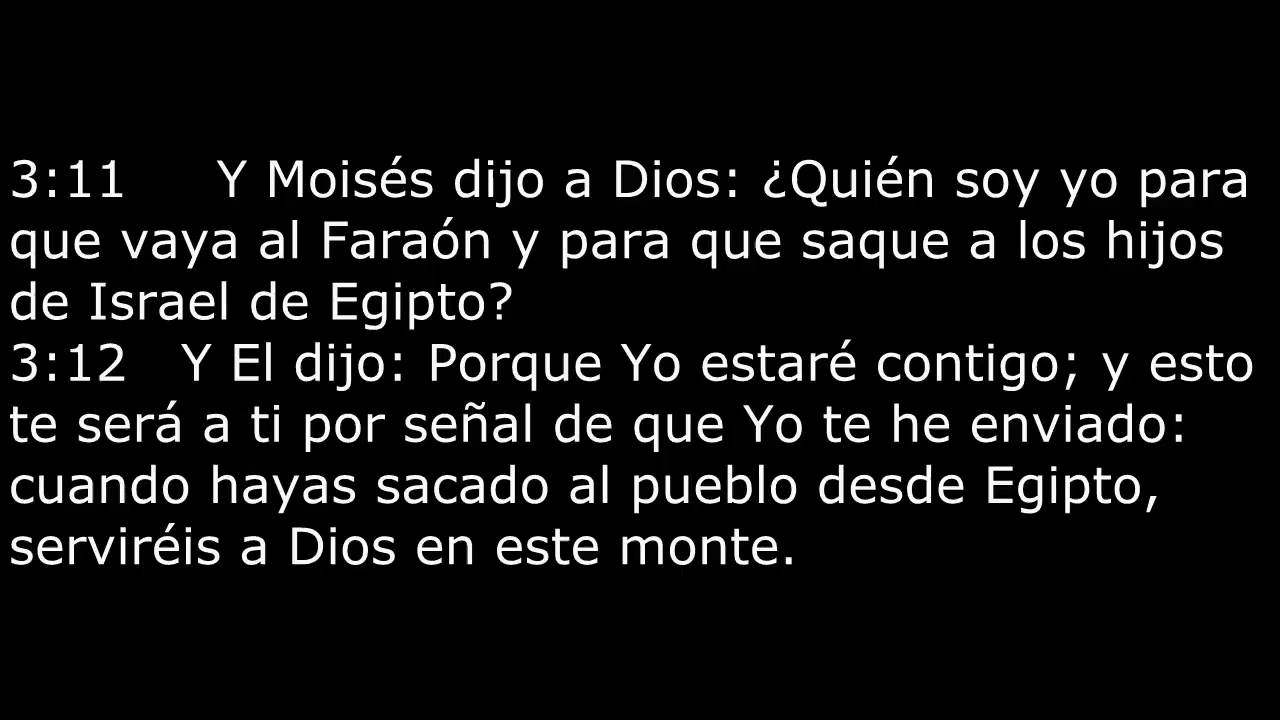 3:11 Y Moisés dijo a Dios: ¿Quién soy yo para
que vaya al Faraón y para que saque a los hijos
de Israel de Egipto?
3:12 Y El dijo: Porque Yo estaré contigo; y esto
te será a ti por señal de que Yo te he enviado:
cuando hayas sacado al pueblo desde Egipto,
serviréis a Dios en este monte.